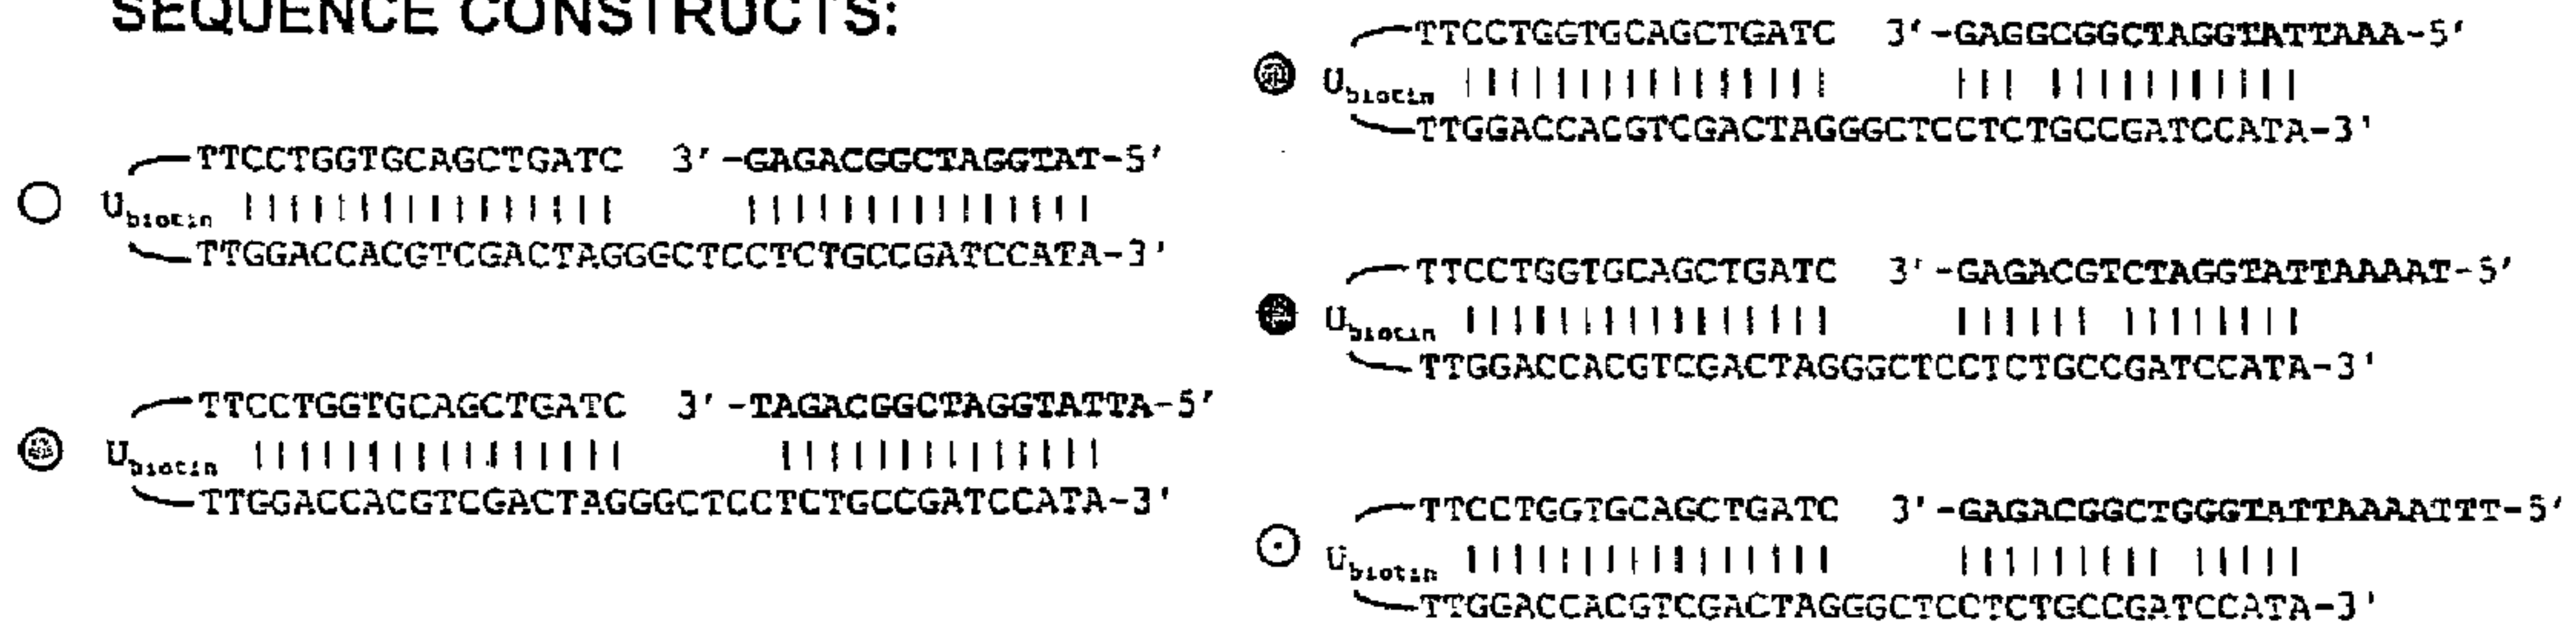 SEQUENCE CONSTRUCTS:
TTCCTGGTGCAGCTGATC 3'-GAGACGGCTAGGTAT-5'
Ubiotin
TTGGACCACGTCGACTAGGGCTCCTCTGCCGATCCATA-3'
TTCCTGGTGCAGCTGATC 3'-TAGACGGCTAGGTATTA-5'
Ubiotin
TTGGACCACGTCGACTAGGGCTCCTCTGCCGATCCATA-3'
TTCCTGGTGCAGCTGATC 3'-GAGGCGGCTAGGTATTAAA-5'
Ubiotin
TTGGACCACGTCGACTAGGGCTCCTCTGCCGATCCATA-3'
TTCCTGGTGCAGCTGATC 3'-GAGACGTCTAGGTATTAAAAT-5'
Ubiotin
TTGGACCACGTCGACTAGGGCTCCTCTGCCGATCCATA-3'
TTCCTGGTGCAGCTGATC 3'-GAGACGGCTGGGTATTAAAATTT-5'
Ubiotin
TTGGACCACGTCGACTAGGGCTCCTCTGCCGATCCATA-3'